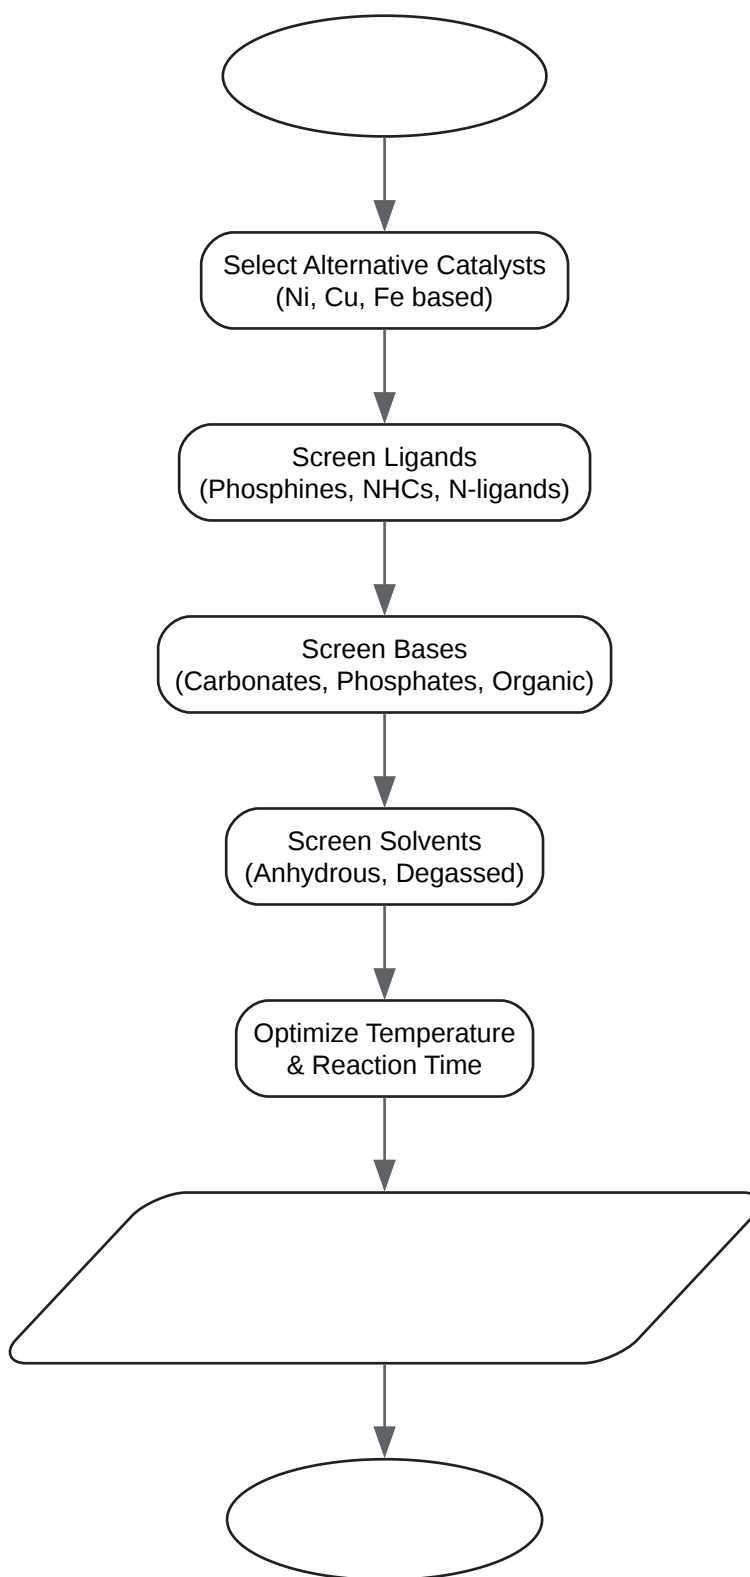 Select Alternative Catalysts
(Ni, Cu, Fe based)
Screen Ligands
(Phosphines, NHCs, N-ligands)
Screen Bases
(Carbonates, Phosphates, Organic)
Screen Solvents
(Anhydrous, Degassed)
Optimize Temperature
& Reaction Time